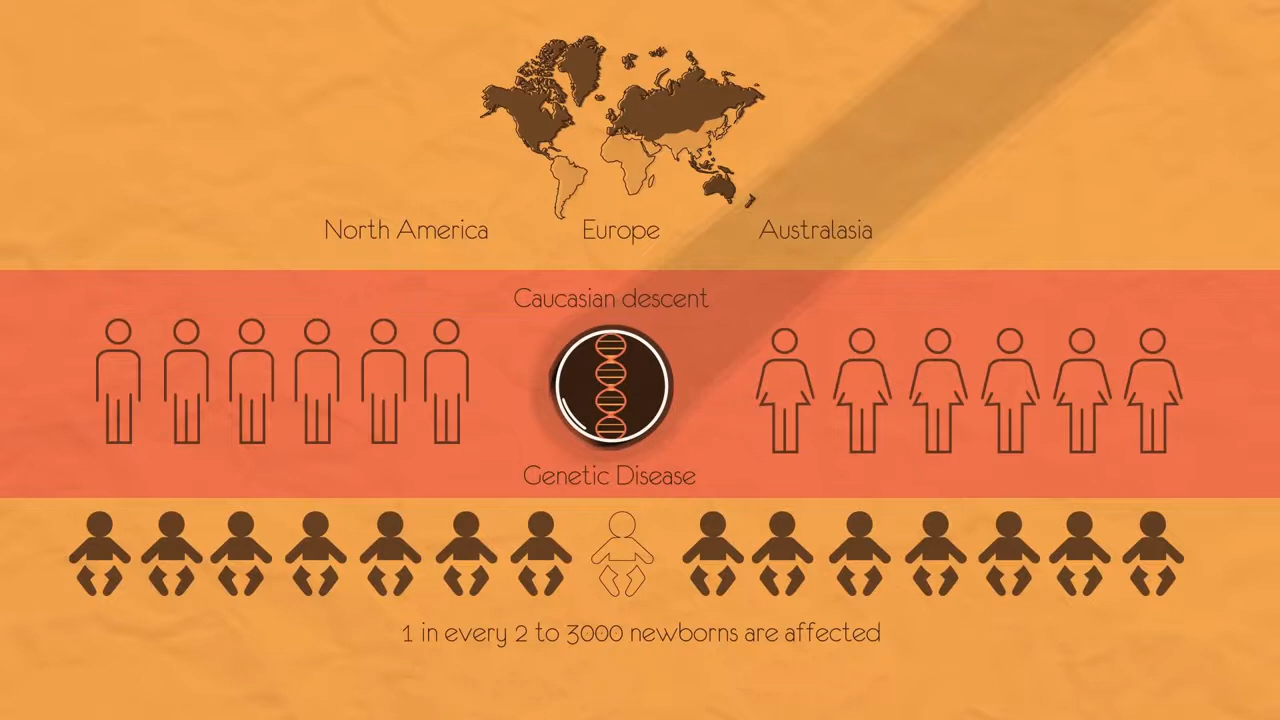 North America Europe Australasia
Caucasian descent
Genetic Disease
1 in every 2 to 3000 newborns are affected